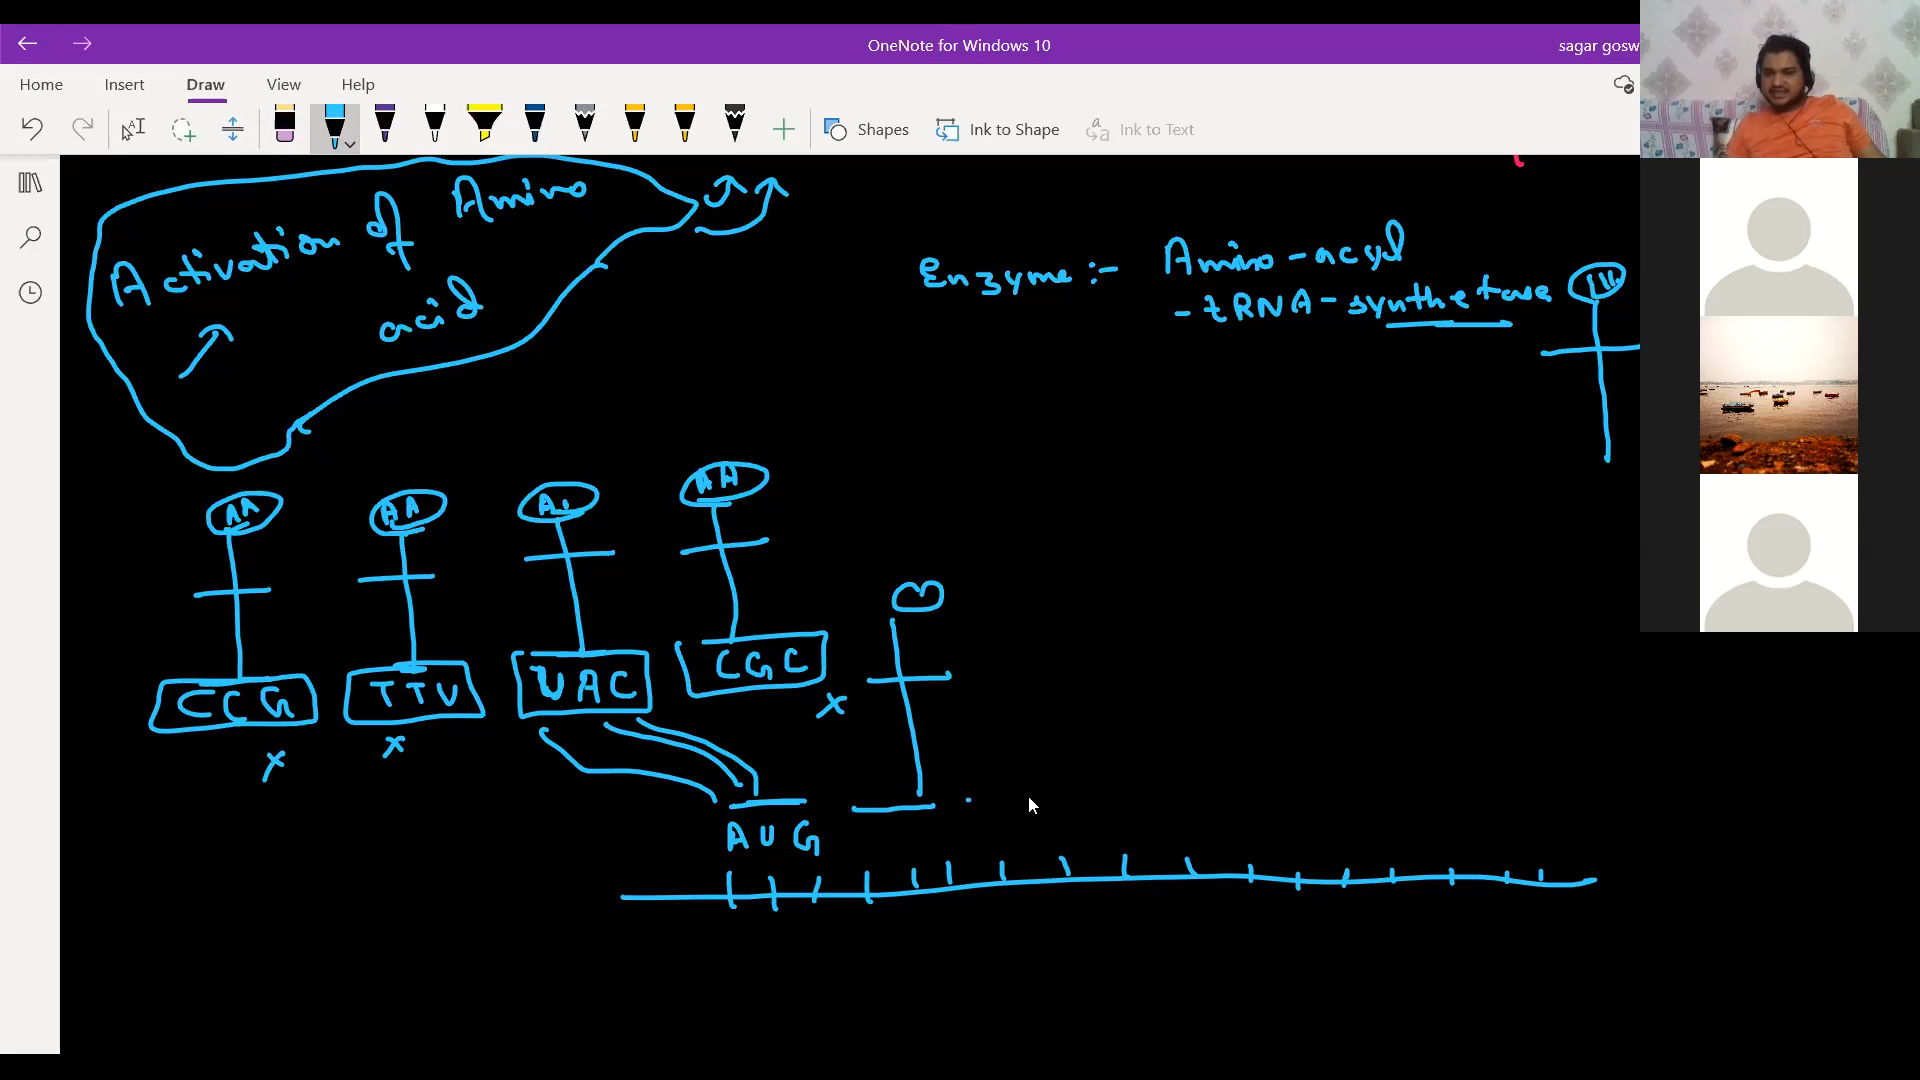 OneNote for Windows 10
sagar gosw
Home Insert Draw View Help
Shapes Ink to Shape Ink to Text
Activation of Amino
acid
Enzyme :- Amino-acyl
- tRNA - synthetase
AA AA AA
CCG TTU UAC CGC
x x x
AUG